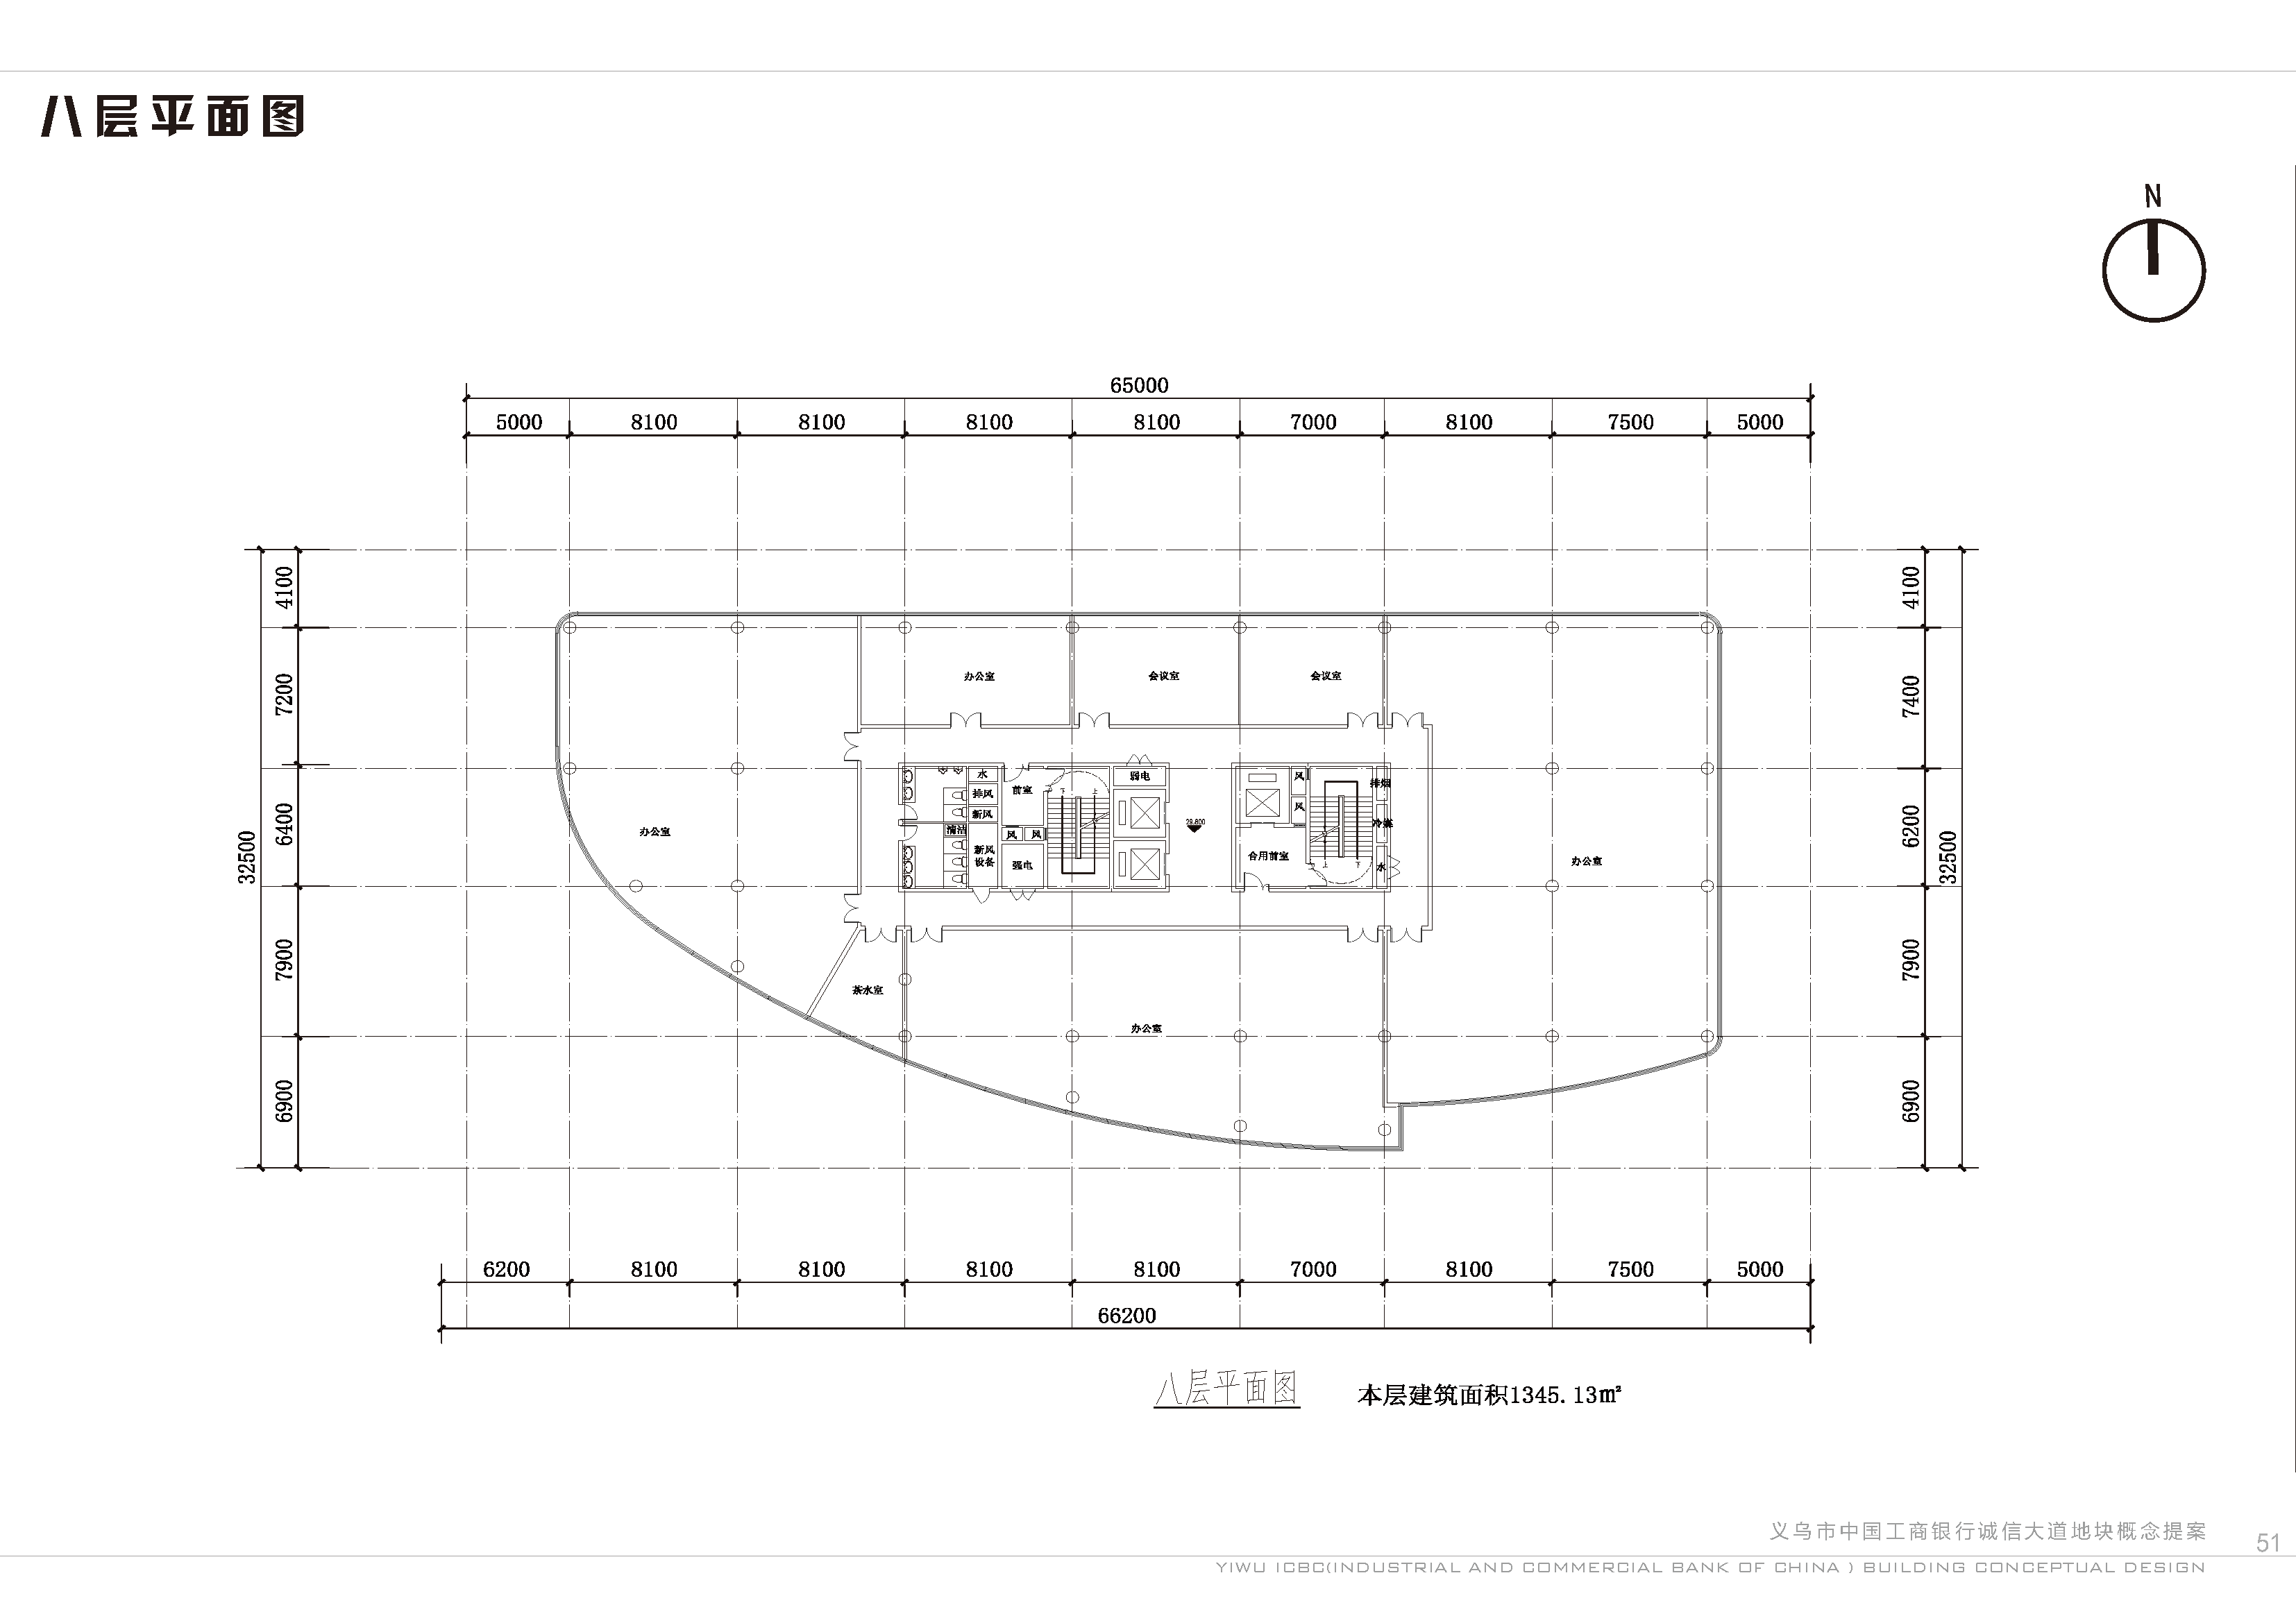 八层平面图
N
65000
5000 8100 8100 8100 8100 7000 8100 7500 5000
4100
7200
6400
7900
6900
32500
4100
7400
6200
7900
6900
32500
办公室 会议室 会议室
水 前室 弱电 风 排烟
排风
新风 风
清洁 29.800 冷媒
办公室 风 风
新风
设备 强电 合用前室 水 办公室
下 上
上 下
茶水室
办公室
6200 8100 8100 8100 8100 7000 8100 7500 5000
66200
八层平面图 本层建筑面积1345.13㎡
义乌市中国工商银行诚信大道地块概念提案
51
YIWU ICBC(INDUSTRIAL AND COMMERCIAL BANK OF CHINA ) BUILDING CONCEPTUAL DESIGN